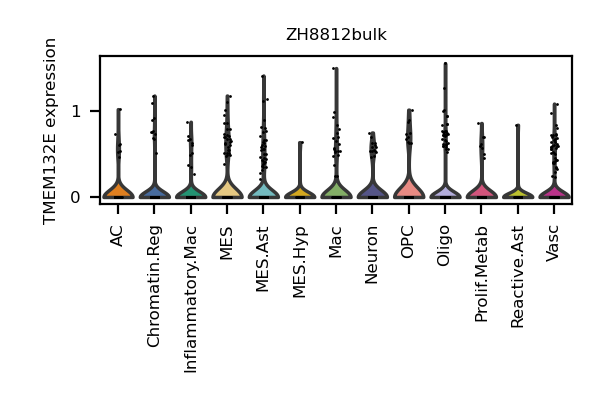 ZH8812bulk
TMEM132E expression
1
0
AC
Chromatin.Reg
Inflammatory.Mac
MES
MES.Ast
MES.Hyp
Mac
Neuron
OPC
Oligo
Prolif.Metab
Reactive.Ast
Vasc